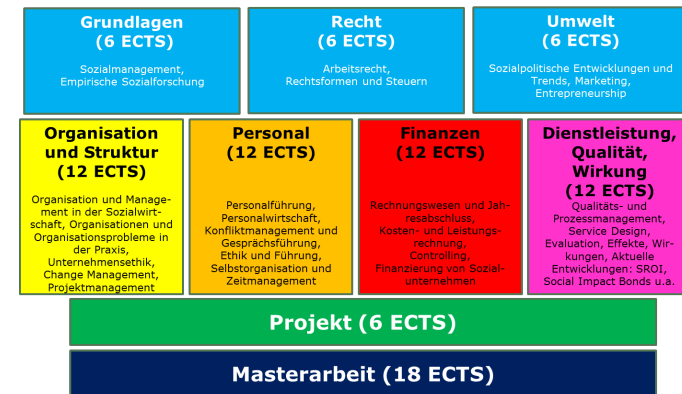 Grundlagen
(6 ECTS)
Sozialmanagement,
Empirische Sozialforschung
Recht
(6 ECTS)
Arbeitsrecht,
Rechtsformen und Steuern
Umwelt
(6 ECTS)
Sozialpolitische Entwicklungen und
Trends, Marketing,
Entrepreneurship
Organisation
und Struktur
(12 ECTS)
Organisation und Manage-
ment in der Sozialwirt-
schaft, Organisationen und
Organisationsprobleme in
der Praxis,
Unternehmensethik,
Change Management,
Projektmanagement
Personal
(12 ECTS)
Personalführung,
Personalwirtschaft,
Konfliktmanagement und
Gesprächsführung,
Ethik und Führung,
Selbstorganisation und
Zeitmanagement
Finanzen
(12 ECTS)
Rechnungswesen und Jah-
resabschluss,
Kosten- und Leistungs-
rechnung,
Controlling,
Finanzierung von Sozial-
unternehmen
Dienstleistung,
Qualität,
Wirkung
(12 ECTS)
Qualitäts- und
Prozessmanagement,
Service Design,
Evaluation, Effekte, Wir-
kungen, Aktuelle
Entwicklungen: SROI,
Social Impact Bonds u.a.
Projekt (6 ECTS)
Masterarbeit (18 ECTS)